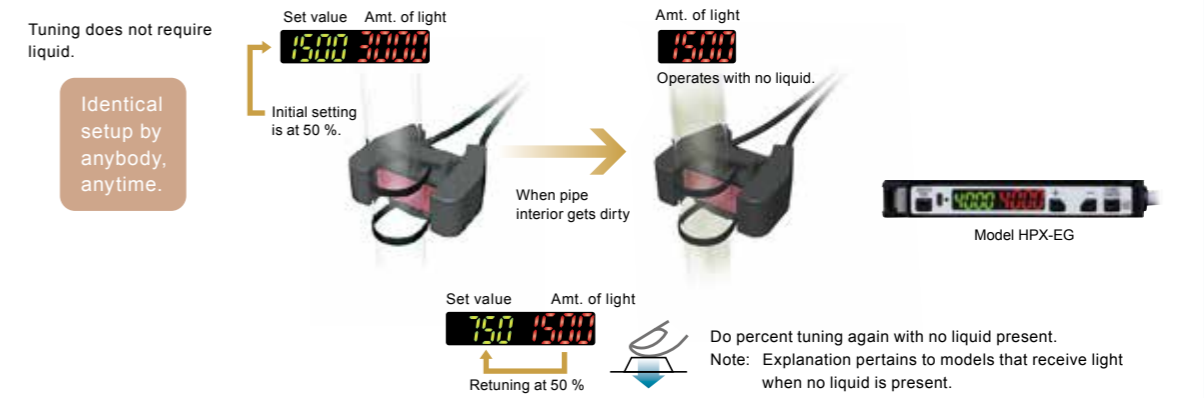 Tuning does not require
liquid.
Identical
setup by
anybody,
anytime.
Set value Amt. of light
1500 3000
Initial setting
is at 50 %.
When pipe
interior gets dirty
Amt. of light
1500
Operates with no liquid.
4000 4000
Model HPX-EG
Set value Amt. of light
750 1500
Retuning at 50 %
Do percent tuning again with no liquid present.
Note: Explanation pertains to models that receive light
when no liquid is present.